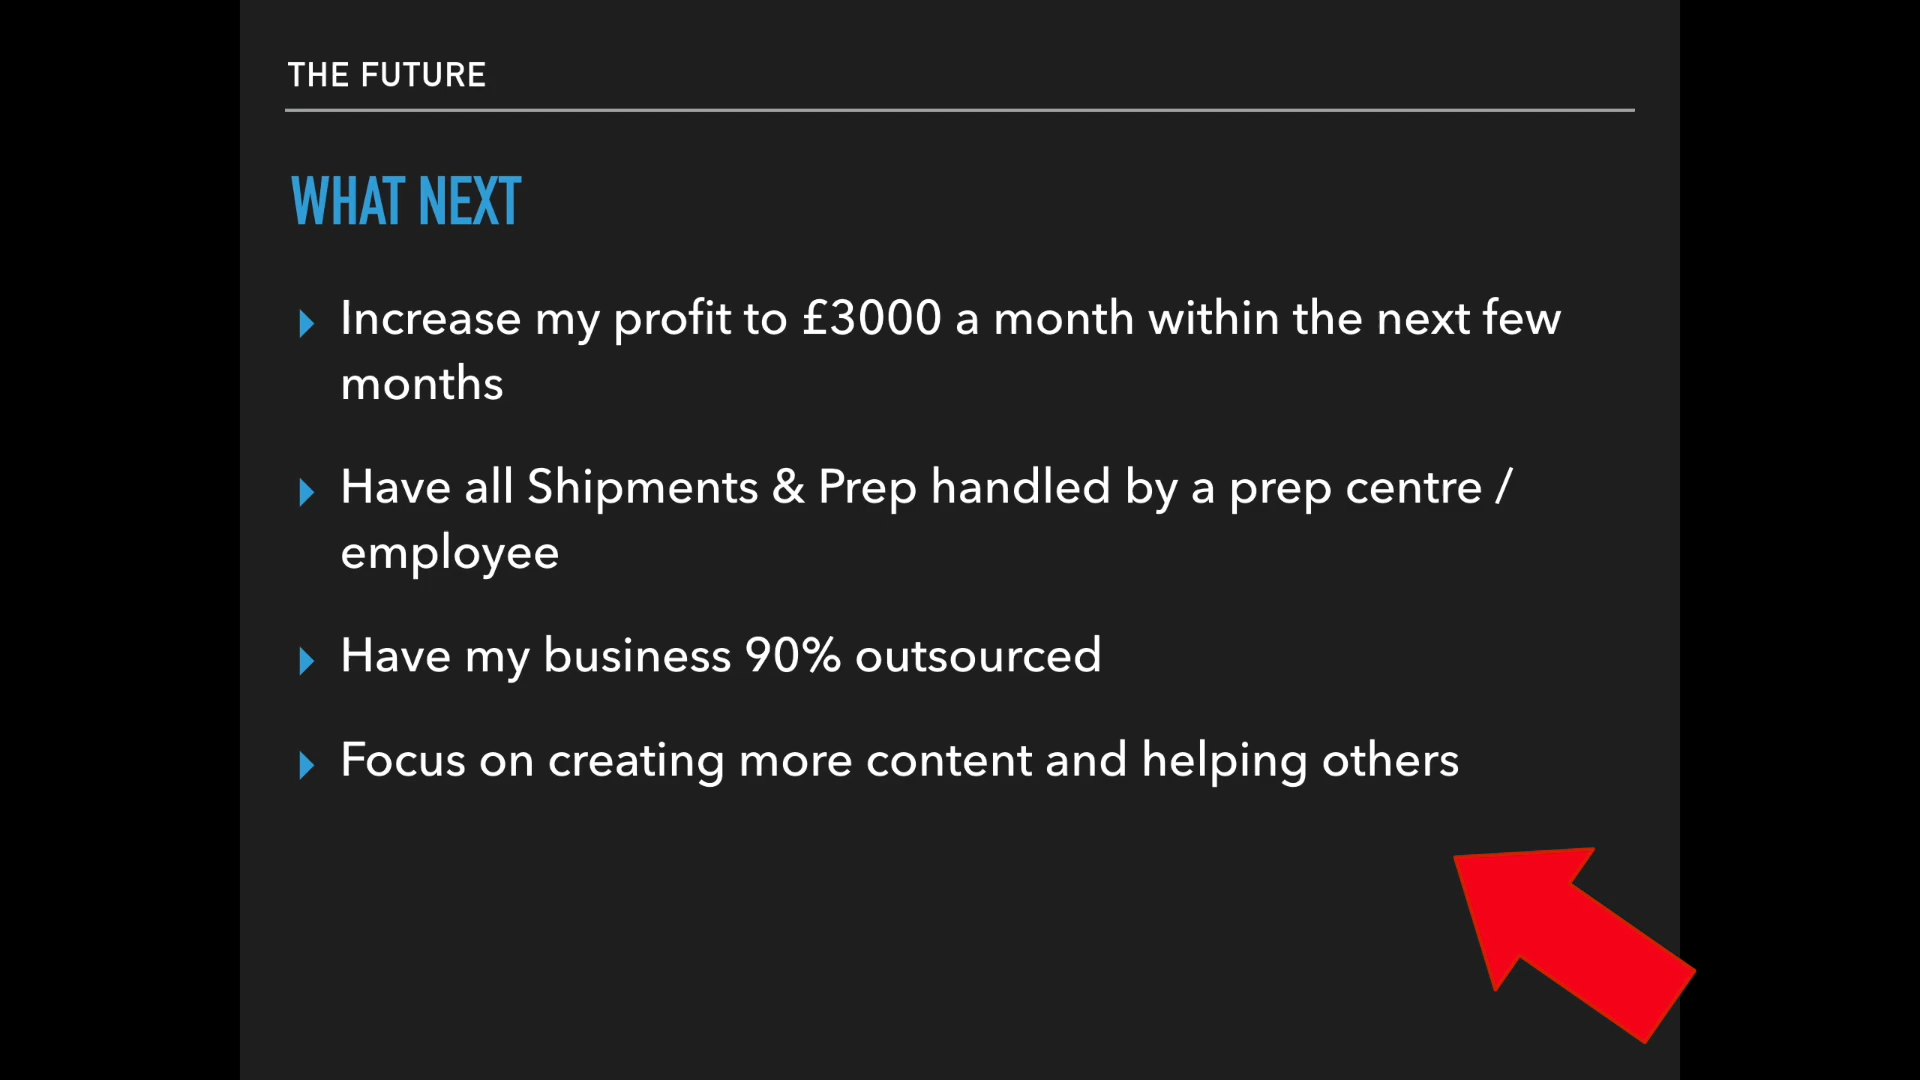 THE FUTURE
WHAT NEXT
Increase my profit to £3000 a month within the next few
months
Have all Shipments & Prep handled by a prep centre /
employee
Have my business 90% outsourced
Focus on creating more content and helping others